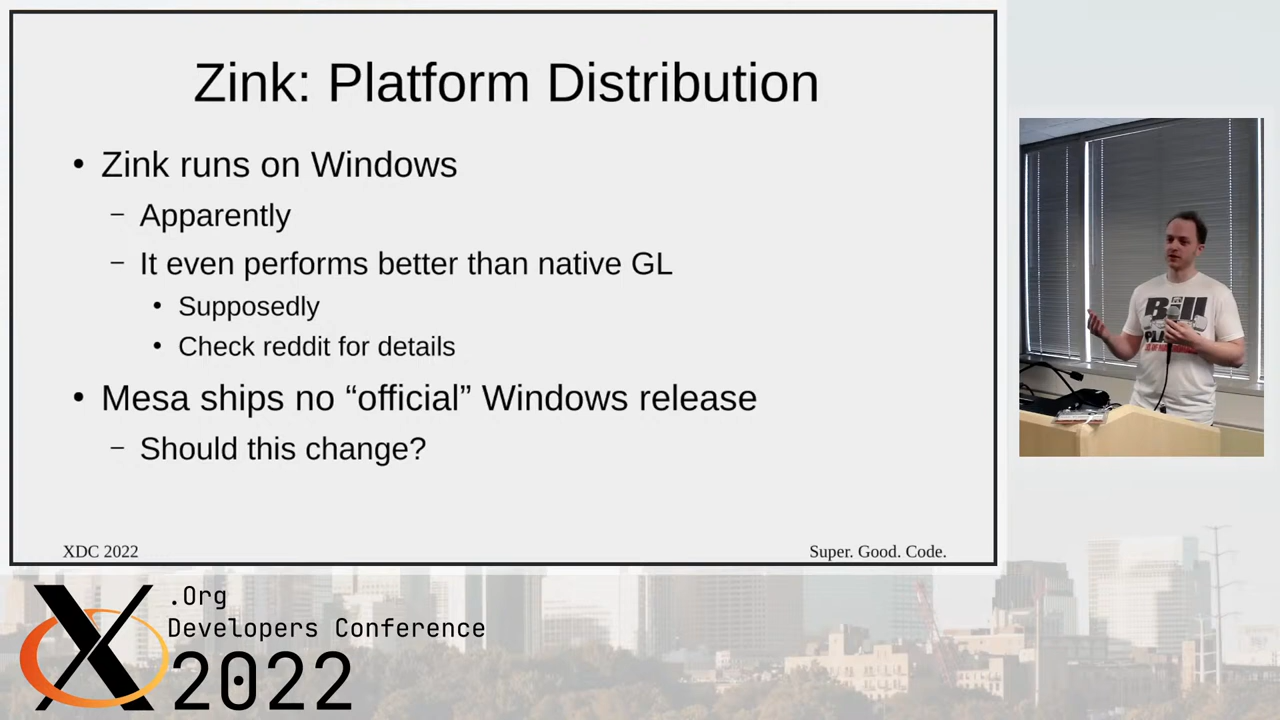 Zink: Platform Distribution
• Zink runs on Windows
– Apparently
– It even performs better than native GL
• Supposedly
• Check reddit for details
• Mesa ships no “official” Windows release
– Should this change?
XDC 2022
Super. Good. Code.
Bill
X
.Org
Developers Conference
2022